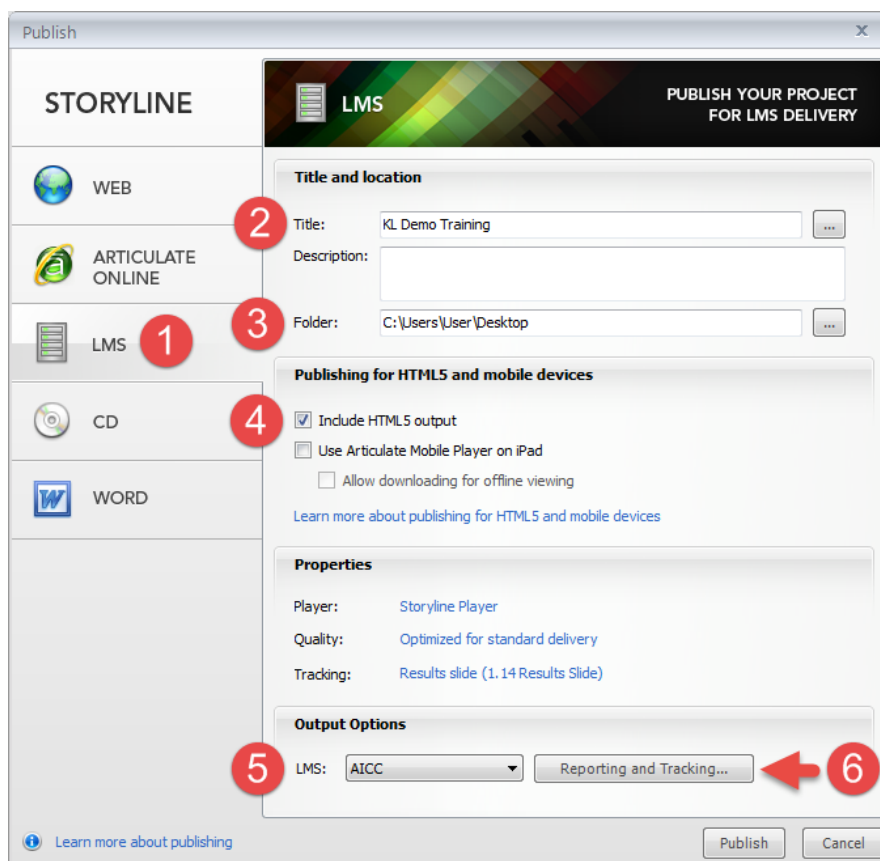 Publish
x
STORYLINE
WEB
ARTICULATE
ONLINE
LMS
1
CD
WORD
LMS
PUBLISH YOUR PROJECT
FOR LMS DELIVERY
Title and location
2
Title:
KL Demo Training
...
Description:
3
Folder:
C:\Users\User\Desktop
...
Publishing for HTML5 and mobile devices
4
Include HTML5 output
Use Articulate Mobile Player on iPad
Allow downloading for offline viewing
Learn more about publishing for HTML5 and mobile devices
Properties
Player:
Storyline Player
Quality:
Optimized for standard delivery
Tracking:
Results slide (1.14 Results Slide)
Output Options
5
LMS:
AICC
Reporting and Tracking...
6
Learn more about publishing
Publish
Cancel